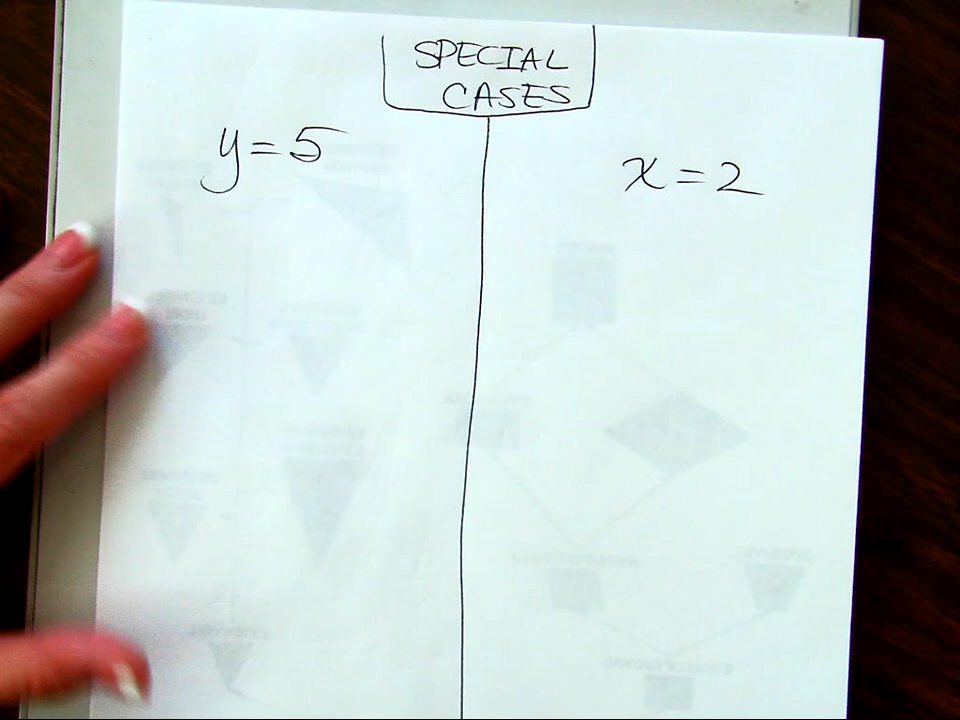 SPECIAL
CASES
y = 5
x = 2